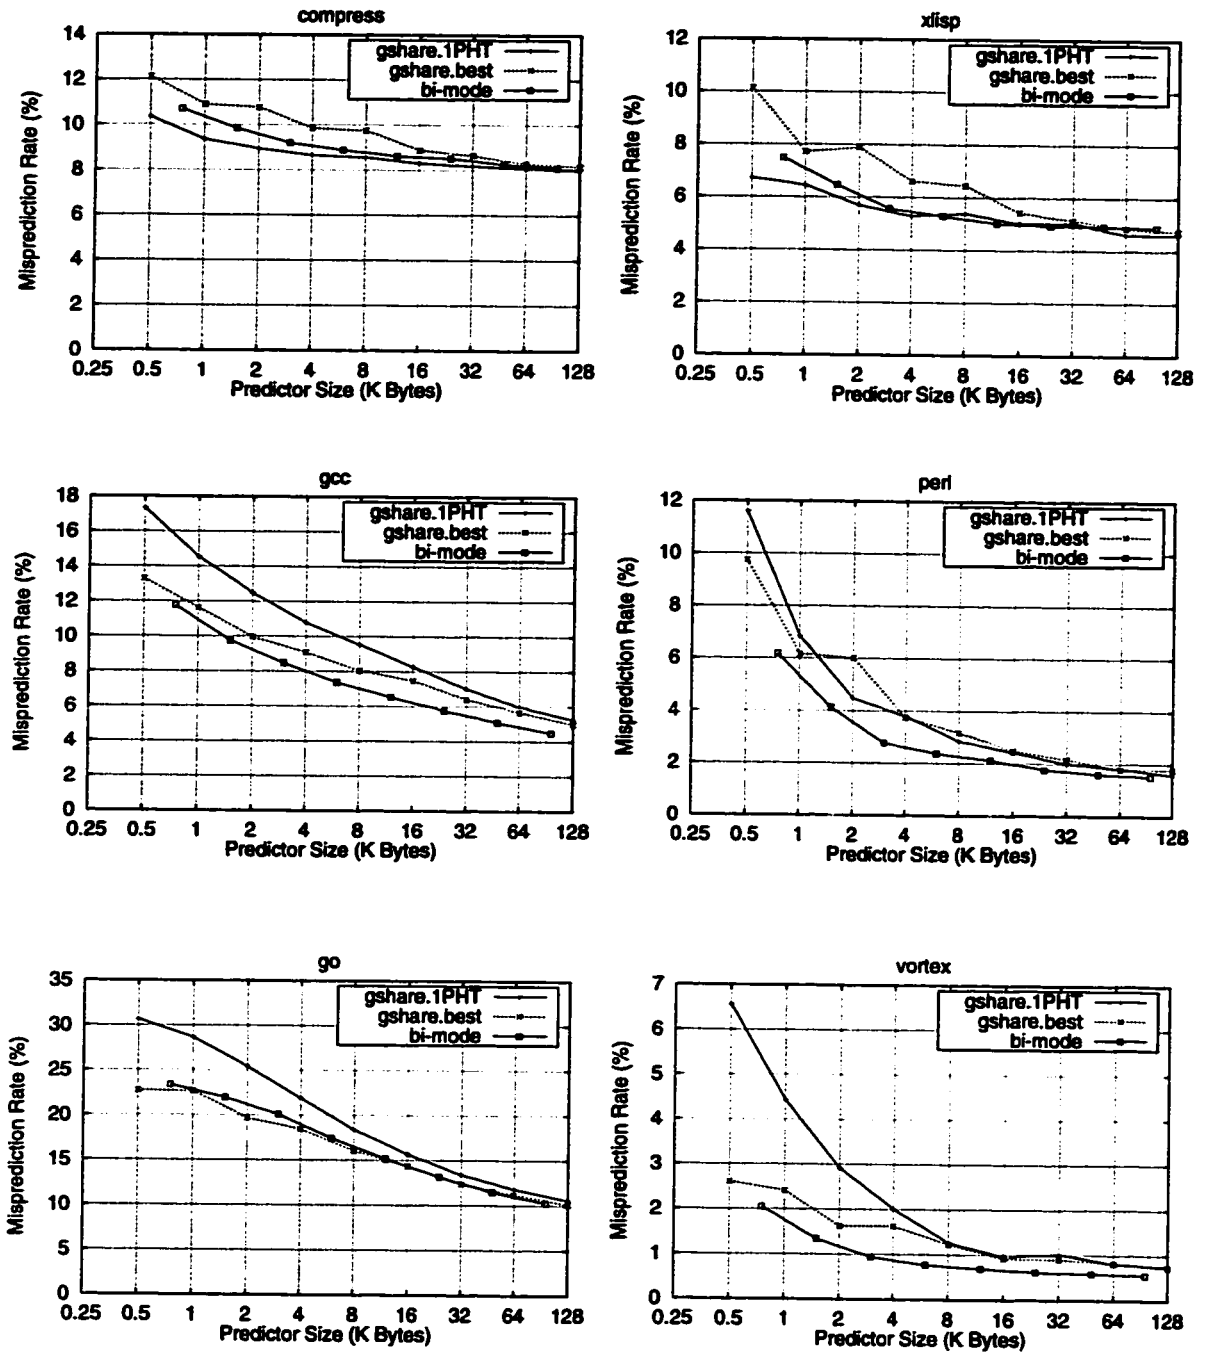 compress
14
12
10
8
6
4
2
0
Misprediction Rate (%)
gshare.1PHT
gshare.best
bi-mode
0.25 0.5 1 2 4 8 16 32 64 128
Predictor Size (K Bytes)
xlisp
12
10
8
6
4
2
0
Misprediction Rate (%)
gshare.1PHT
gshare.best
bi-mode
0.25 0.5 1 2 4 8 16 32 64 128
Predictor Size (K Bytes)
gcc
18
16
14
12
10
8
6
4
2
0
Misprediction Rate (%)
gshare.1PHT
gshare.best
bi-mode
0.25 0.5 1 2 4 8 16 32 64 128
Predictor Size (K Bytes)
perl
12
10
8
6
4
2
0
Misprediction Rate (%)
gshare.1PHT
gshare.best
bi-mode
0.25 0.5 1 2 4 8 16 32 64 128
Predictor Size (K Bytes)
go
35
30
25
20
15
10
5
0
Misprediction Rate (%)
gshare.1PHT
gshare.best
bi-mode
0.25 0.5 1 2 4 8 16 32 64 128
Predictor Size (K Bytes)
vortex
7
6
5
4
3
2
1
0
Misprediction Rate (%)
gshare.1PHT
gshare.best
bi-mode
0.25 0.5 1 2 4 8 16 32 64 128
Predictor Size (K Bytes)